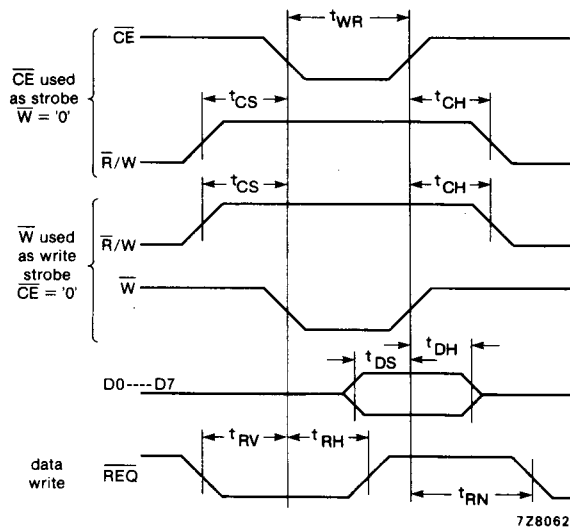 tWR
CE
CE used
as strobe
W = '0'
tCS
tCH
R/W
tCS
tCH
W used
as write
strobe
CE = '0'
R/W
W
tDH
tDS
D0----D7
tRV
tRH
data
write
REQ
tRN
7Z8062